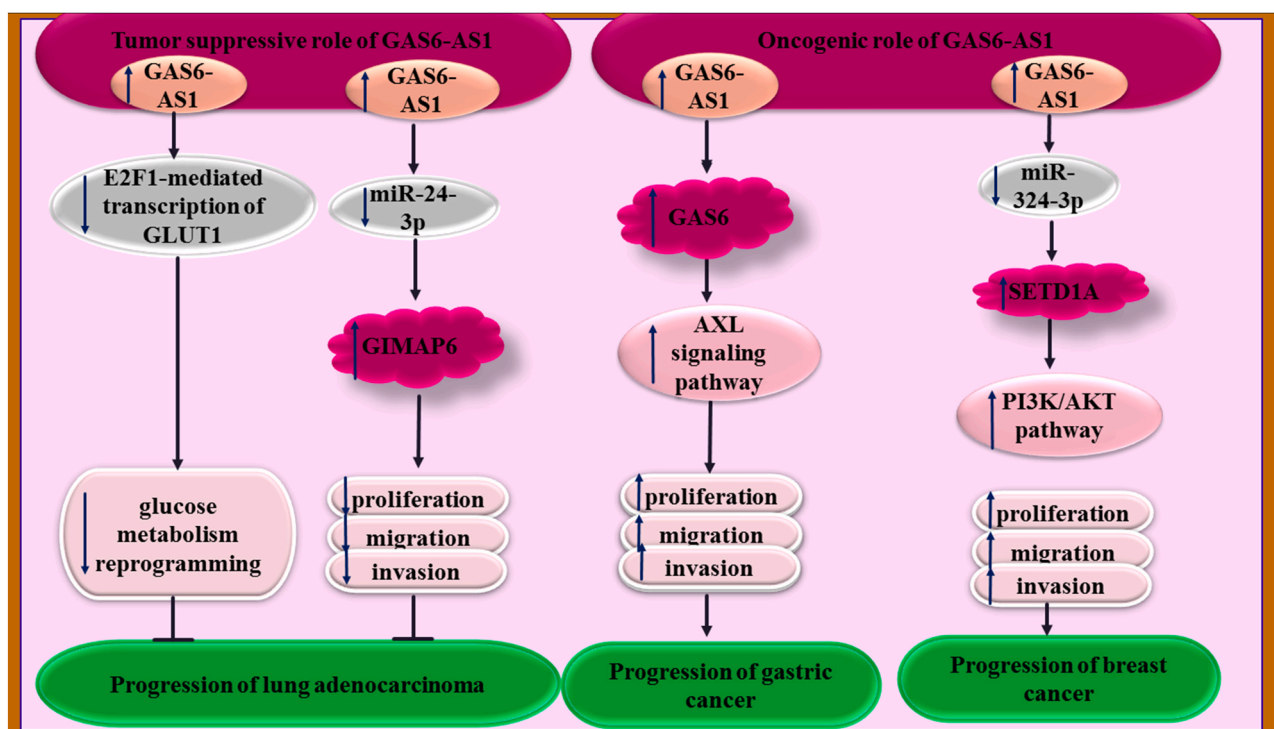 Tumor suppressive role of GAS6-AS1
GAS6-
AS1
E2F1-mediated
transcription of
GLUT1
glucose
metabolism
reprogramming
GAS6-
AS1
miR-24-
3p
GIMAP6
proliferation
migration
invasion
Progression of lung adenocarcinoma
Oncogenic role of GAS6-AS1
GAS6-
AS1
GAS6
AXL
signaling
pathway
proliferation
migration
invasion
Progression of gastric
cancer
GAS6-
AS1
miR-
324-3p
SETD1A
PI3K/AKT
pathway
proliferation
migration
invasion
Progression of breast
cancer